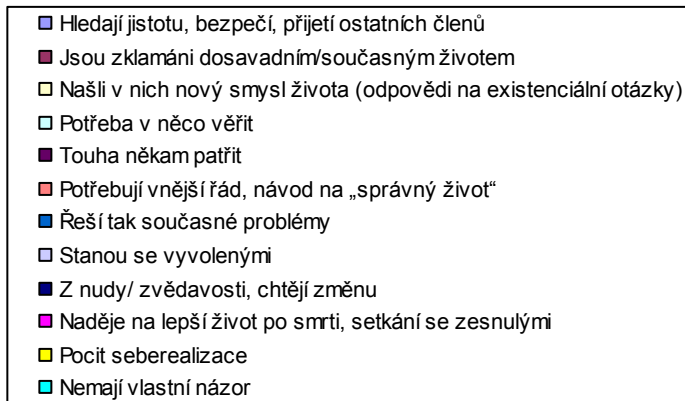 Hledají jistotu, bezpečí, přijetí ostatních členů
Jsou zklamáni dosavadním/současným životem
Našli v nich nový smysl života (odpovědi na existenciální otázky)
Potřeba v něco věřit
Touha někam patřit
Potřebují vnější řád, návod na „správný život“
Řeší tak současné problémy
Stanou se vyvolenými
Z nudy/ zvědavosti, chtějí změnu
Naděje na lepší život po smrti, setkání se zesnulými
Pocit seberealizace
Nemají vlastní názor